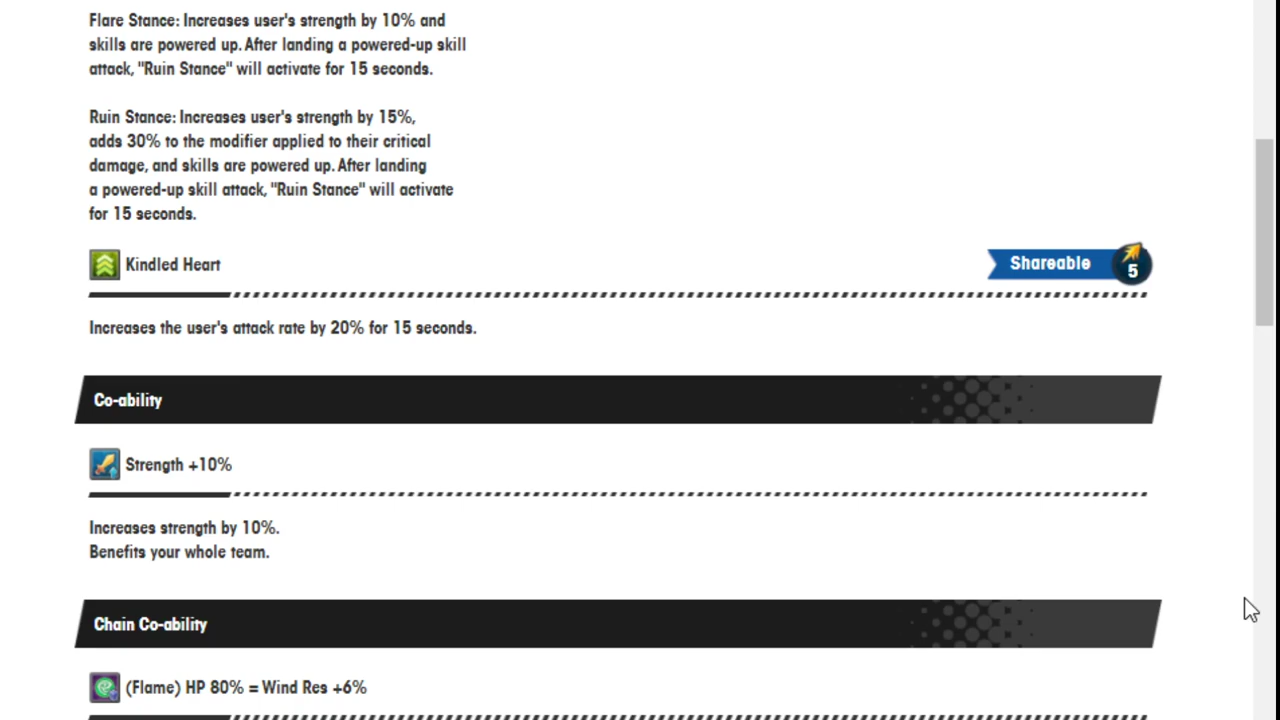 Flare Stance: Increases user's strength by 10% and
skills are powered up. After landing a powered-up skill
attack, "Ruin Stance" will activate for 15 seconds.
Ruin Stance: Increases user's strength by 15%,
adds 30% to the modifier applied to their critical
damage, and skills are powered up. After landing
a powered-up skill attack, "Ruin Stance" will activate
for 15 seconds.
Kindled Heart
Shareable 5
Increases the user's attack rate by 20% for 15 seconds.
Co-ability
Strength +10%
Increases strength by 10%.
Benefits your whole team.
Chain Co-ability
(Flame) HP 80% = Wind Res +6%